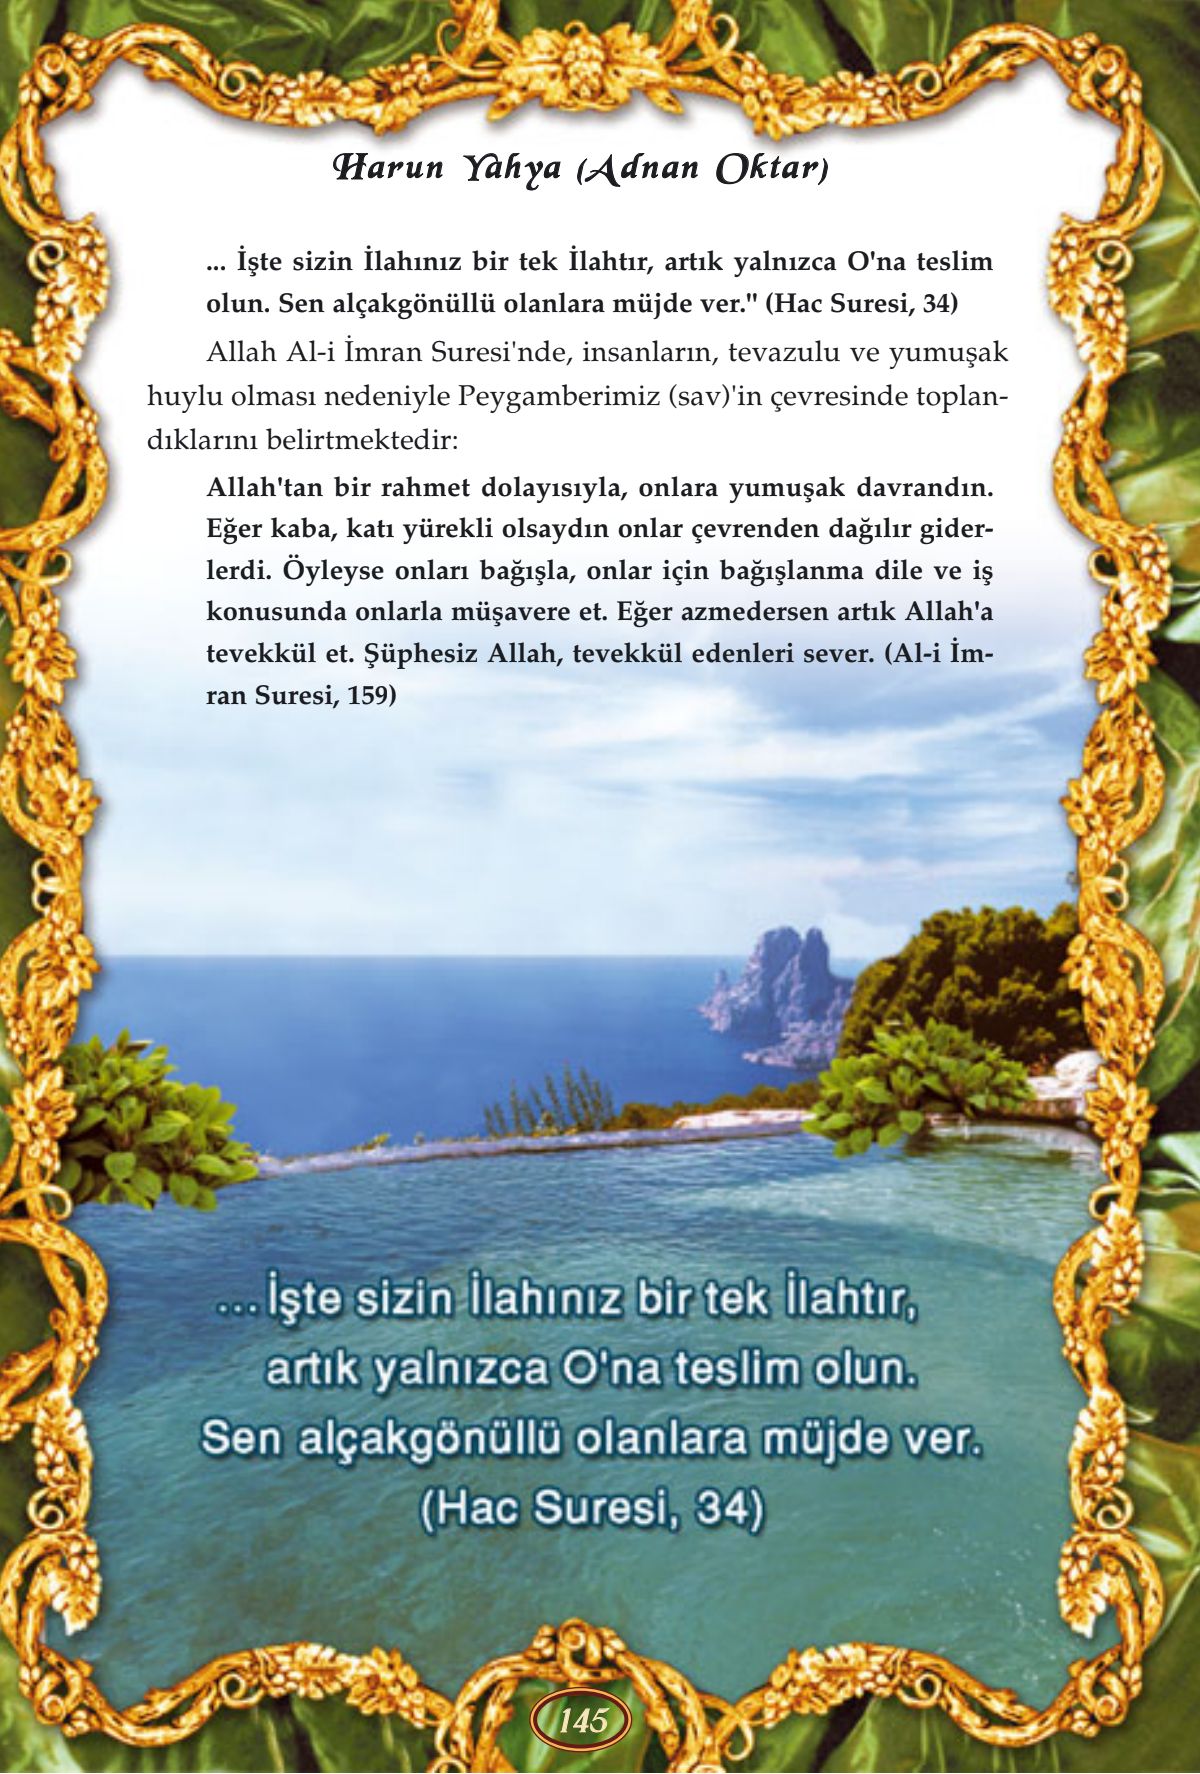 Harun Yahya (Adnan Oktar)
... İşte sizin İlahınız bir tek İlahtır, artık yalnızca O'na teslim
olun. Sen alçakgönüllü olanlara müjde ver." (Hac Suresi, 34)
Allah Al-i İmran Suresi'nde, insanların, tevazulu ve yumuşak
huylu olması nedeniyle Peygamberimiz (sav)'in çevresinde toplan-
dıklarını belirtmektedir:
Allah'tan bir rahmet dolayısıyla, onlara yumuşak davrandın.
Eğer kaba, katı yürekli olsaydın onlar çevrenden dağılır gider-
lerdi. Öyleyse onları bağışla, onlar için bağışlanma dile ve iş
konusunda onlarla müşavere et. Eğer azmedersen artık Allah'a
tevekkül et. Şüphesiz Allah, tevekkül edenleri sever. (Al-i İm-
ran Suresi, 159)
...İşte sizin İlahınız bir tek İlahtır,
artık yalnızca O'na teslim olun.
Sen alçakgönüllü olanlara müjde ver.
(Hac Suresi, 34)
145